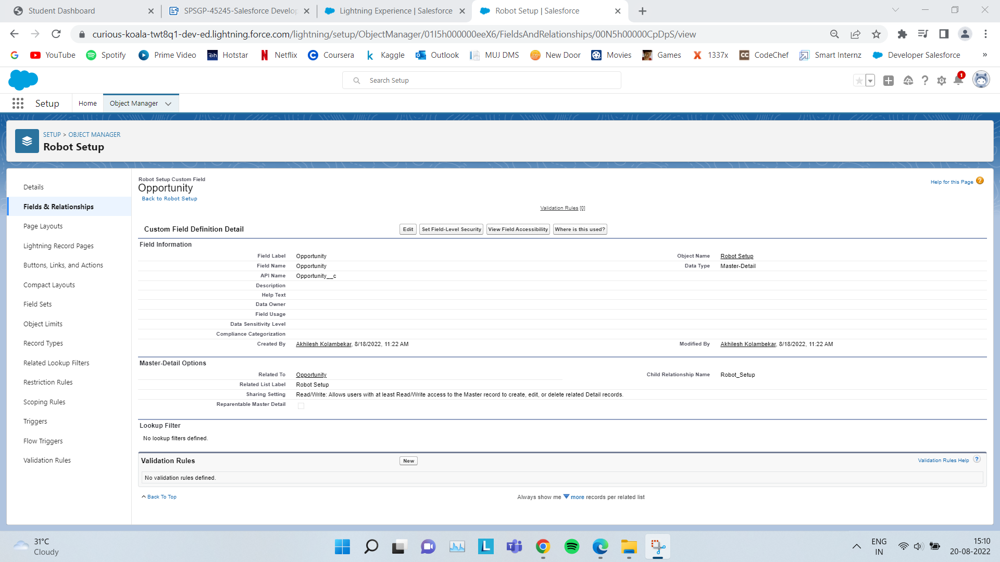 Student Dashboard
SPSGP-45245-Salesforce Develop
Lightning Experience | Salesforce
Robot Setup | Salesforce
curious-koala-twt8q1-dev-ed.lightning.force.com/lightning/setup/ObjectManager/01I5h000000eeX6/FieldsAndRelationships/00N5h00000CpDpS/view
YouTube
Spotify
Prime Video
Hotstar
Netflix
Coursera
Kaggle
Outlook
MUJ DMS
New Door
Movies
Games
1337x
CodeChef
Smart Internz
Developer Salesforce
»
Search Setup
1
Setup
Home
Object Manager
SETUP > OBJECT MANAGER
Robot Setup
Details
Fields & Relationships
Page Layouts
Lightning Record Pages
Buttons, Links, and Actions
Compact Layouts
Field Sets
Object Limits
Record Types
Related Lookup Filters
Restriction Rules
Scoping Rules
Triggers
Flow Triggers
Validation Rules
Robot Setup Custom Field
Opportunity
Back to Robot Setup
Help for this Page
Validation Rules [0]
Custom Field Definition Detail
Edit
Set Field-Level Security
View Field Accessibility
Where is this used?
Field Information
Field Label Opportunity Object Name Robot Setup
Field Name Opportunity Data Type Master-Detail
API Name Opportunity__c
Description
Help Text
Data Owner
Field Usage
Data Sensitivity Level
Compliance Categorization
Created By Akhilesh Kolambekar, 8/18/2022, 11:22 AM Modified By Akhilesh Kolambekar, 8/18/2022, 11:22 AM
Master-Detail Options
Related To Opportunity Child Relationship Name Robot_Setup
Related List Label Robot Setup
Sharing Setting Read/Write: Allows users with at least Read/Write access to the Master record to create, edit, or delete related Detail records.
Reparentable Master Detail
Lookup Filter
No lookup filters defined.
Validation Rules
New
Validation Rules Help ?
No validation rules defined.
Back To Top
Always show me more records per related list
31°C
Cloudy
ENG
IN
15:10
20-08-2022